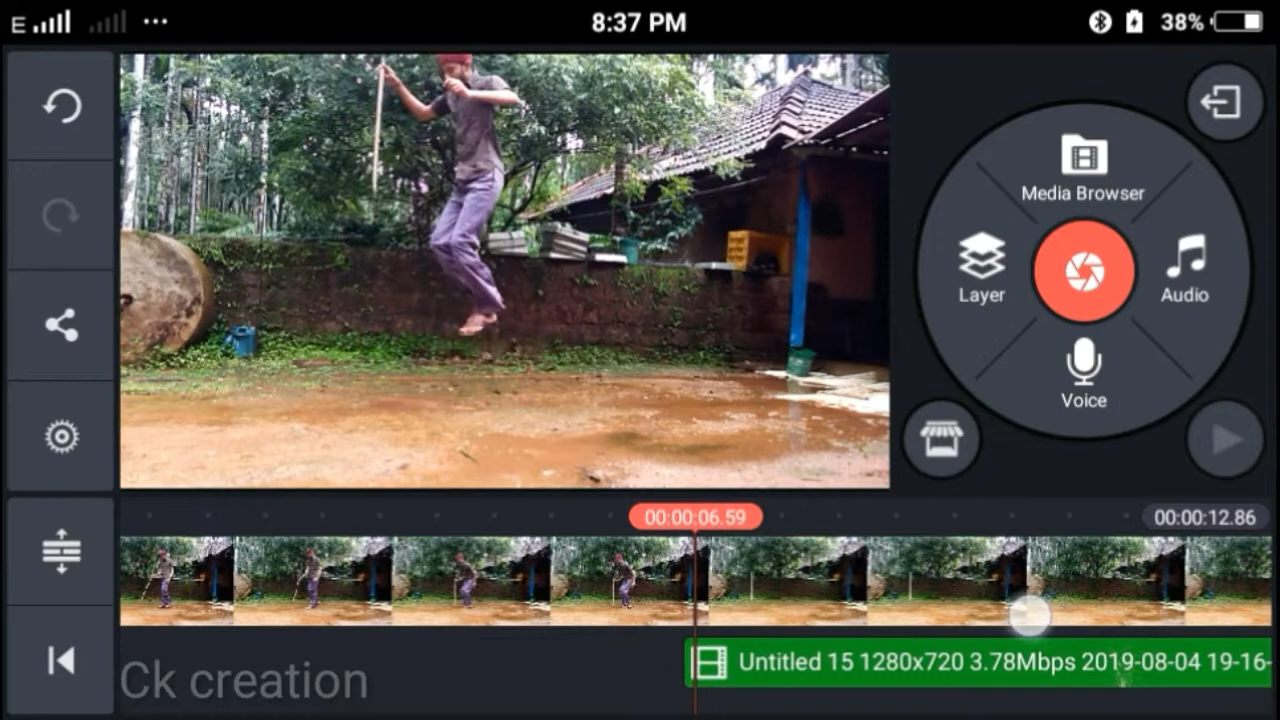 E 8:37 PM 38%
Media Browser
Layer
Audio
Voice
00:00:06.59
00:00:12.86
Untitled 15 1280x720 3.78Mbps 2019-08-04 19-16-
Ck creation